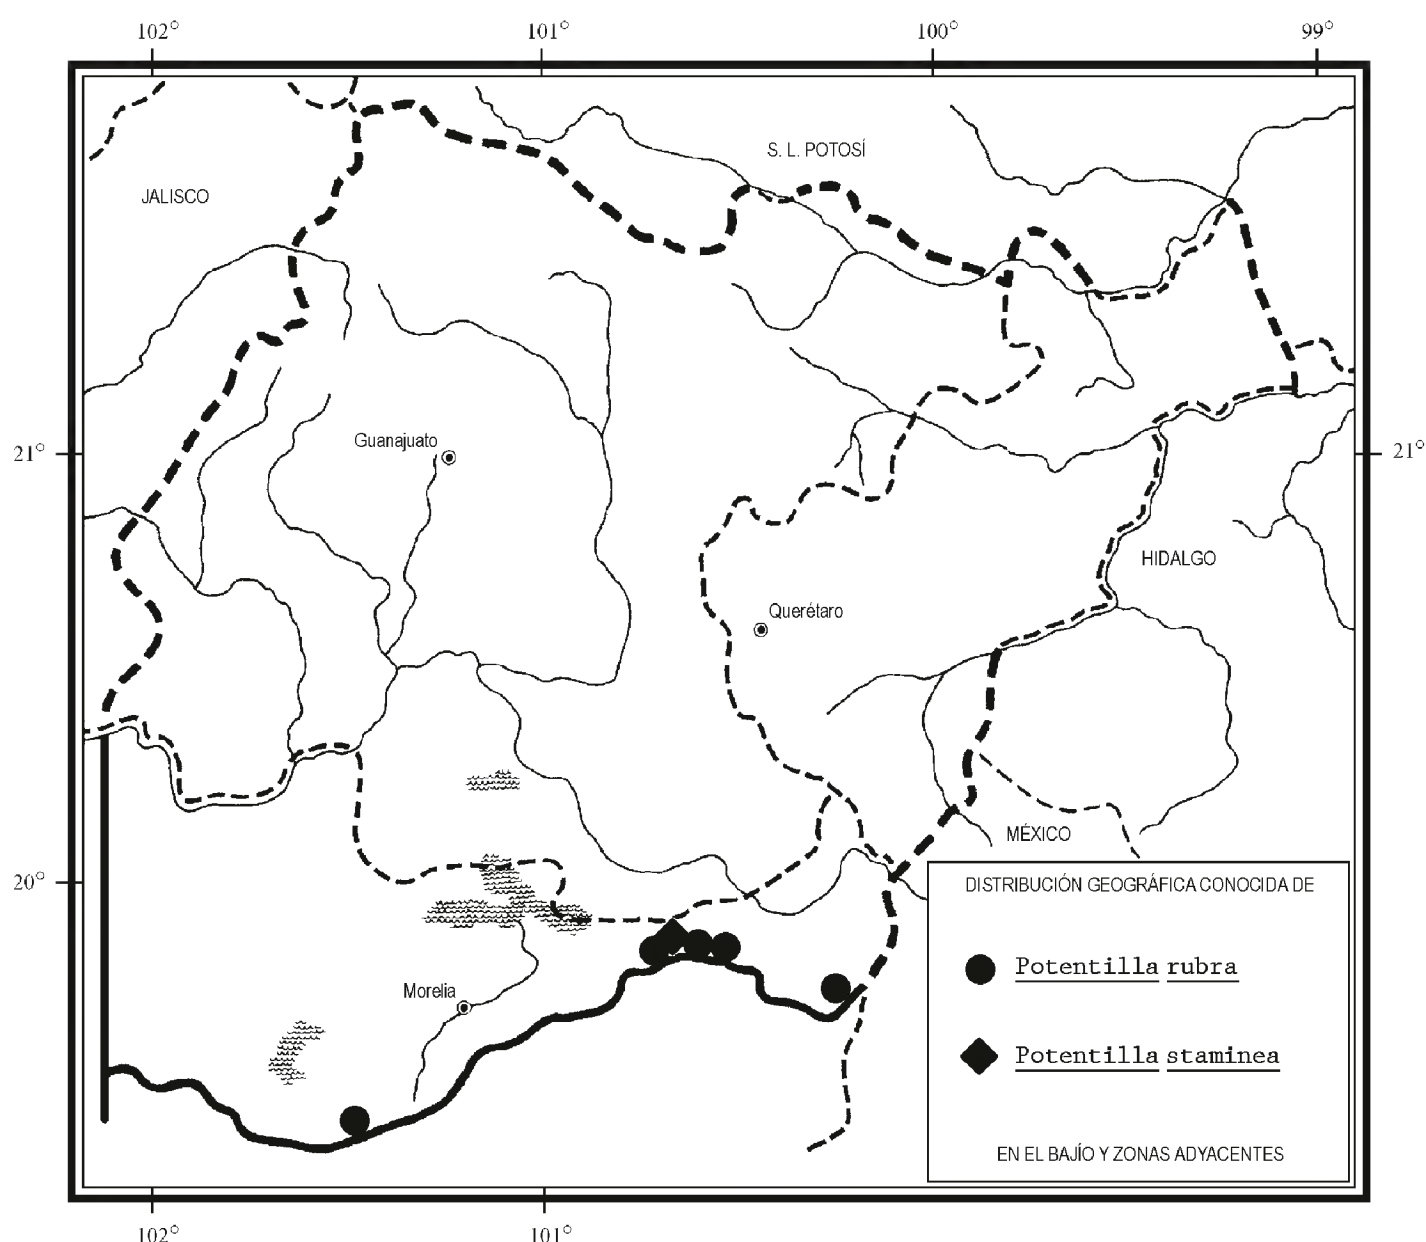 102° 101° 100° 99°
S. L. POTOSÍ
JALISCO
Guanajuato
21° 21°
HIDALGO
Querétaro
MÉXICO
20°
DISTRIBUCIÓN GEOGRÁFICA CONOCIDA DE
Potentilla rubra
Morelia
Potentilla staminea
EN EL BAJÍO Y ZONAS ADYACENTES
102° 101°